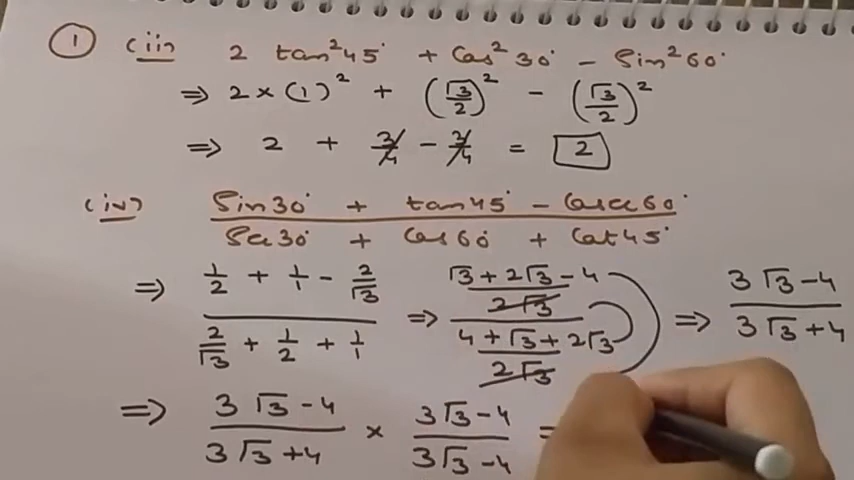 ① (ii) 2 tan²45° + Cos²30° − Sin²60°
⇒ 2 × (1)² + (√3/2)² − (√3/2)²
⇒ 2 + 3/4 − 3/4 = 2
(iv) (Sin30° + tan45° − Cosec60°) / (Sec30° + Cos60° + Cot45°)
⇒ (1/2 + 1/1 − 2/√3) / (2/√3 + 1/2 + 1/1) ⇒ ((√3 + 2√3 − 4)/(2√3)) / ((4 + √3 + 2√3)/(2√3)) ⇒ (3√3 − 4)/(3√3 + 4)
⇒ (3√3 − 4)/(3√3 + 4) × (3√3 − 4)/(3√3 − 4) =